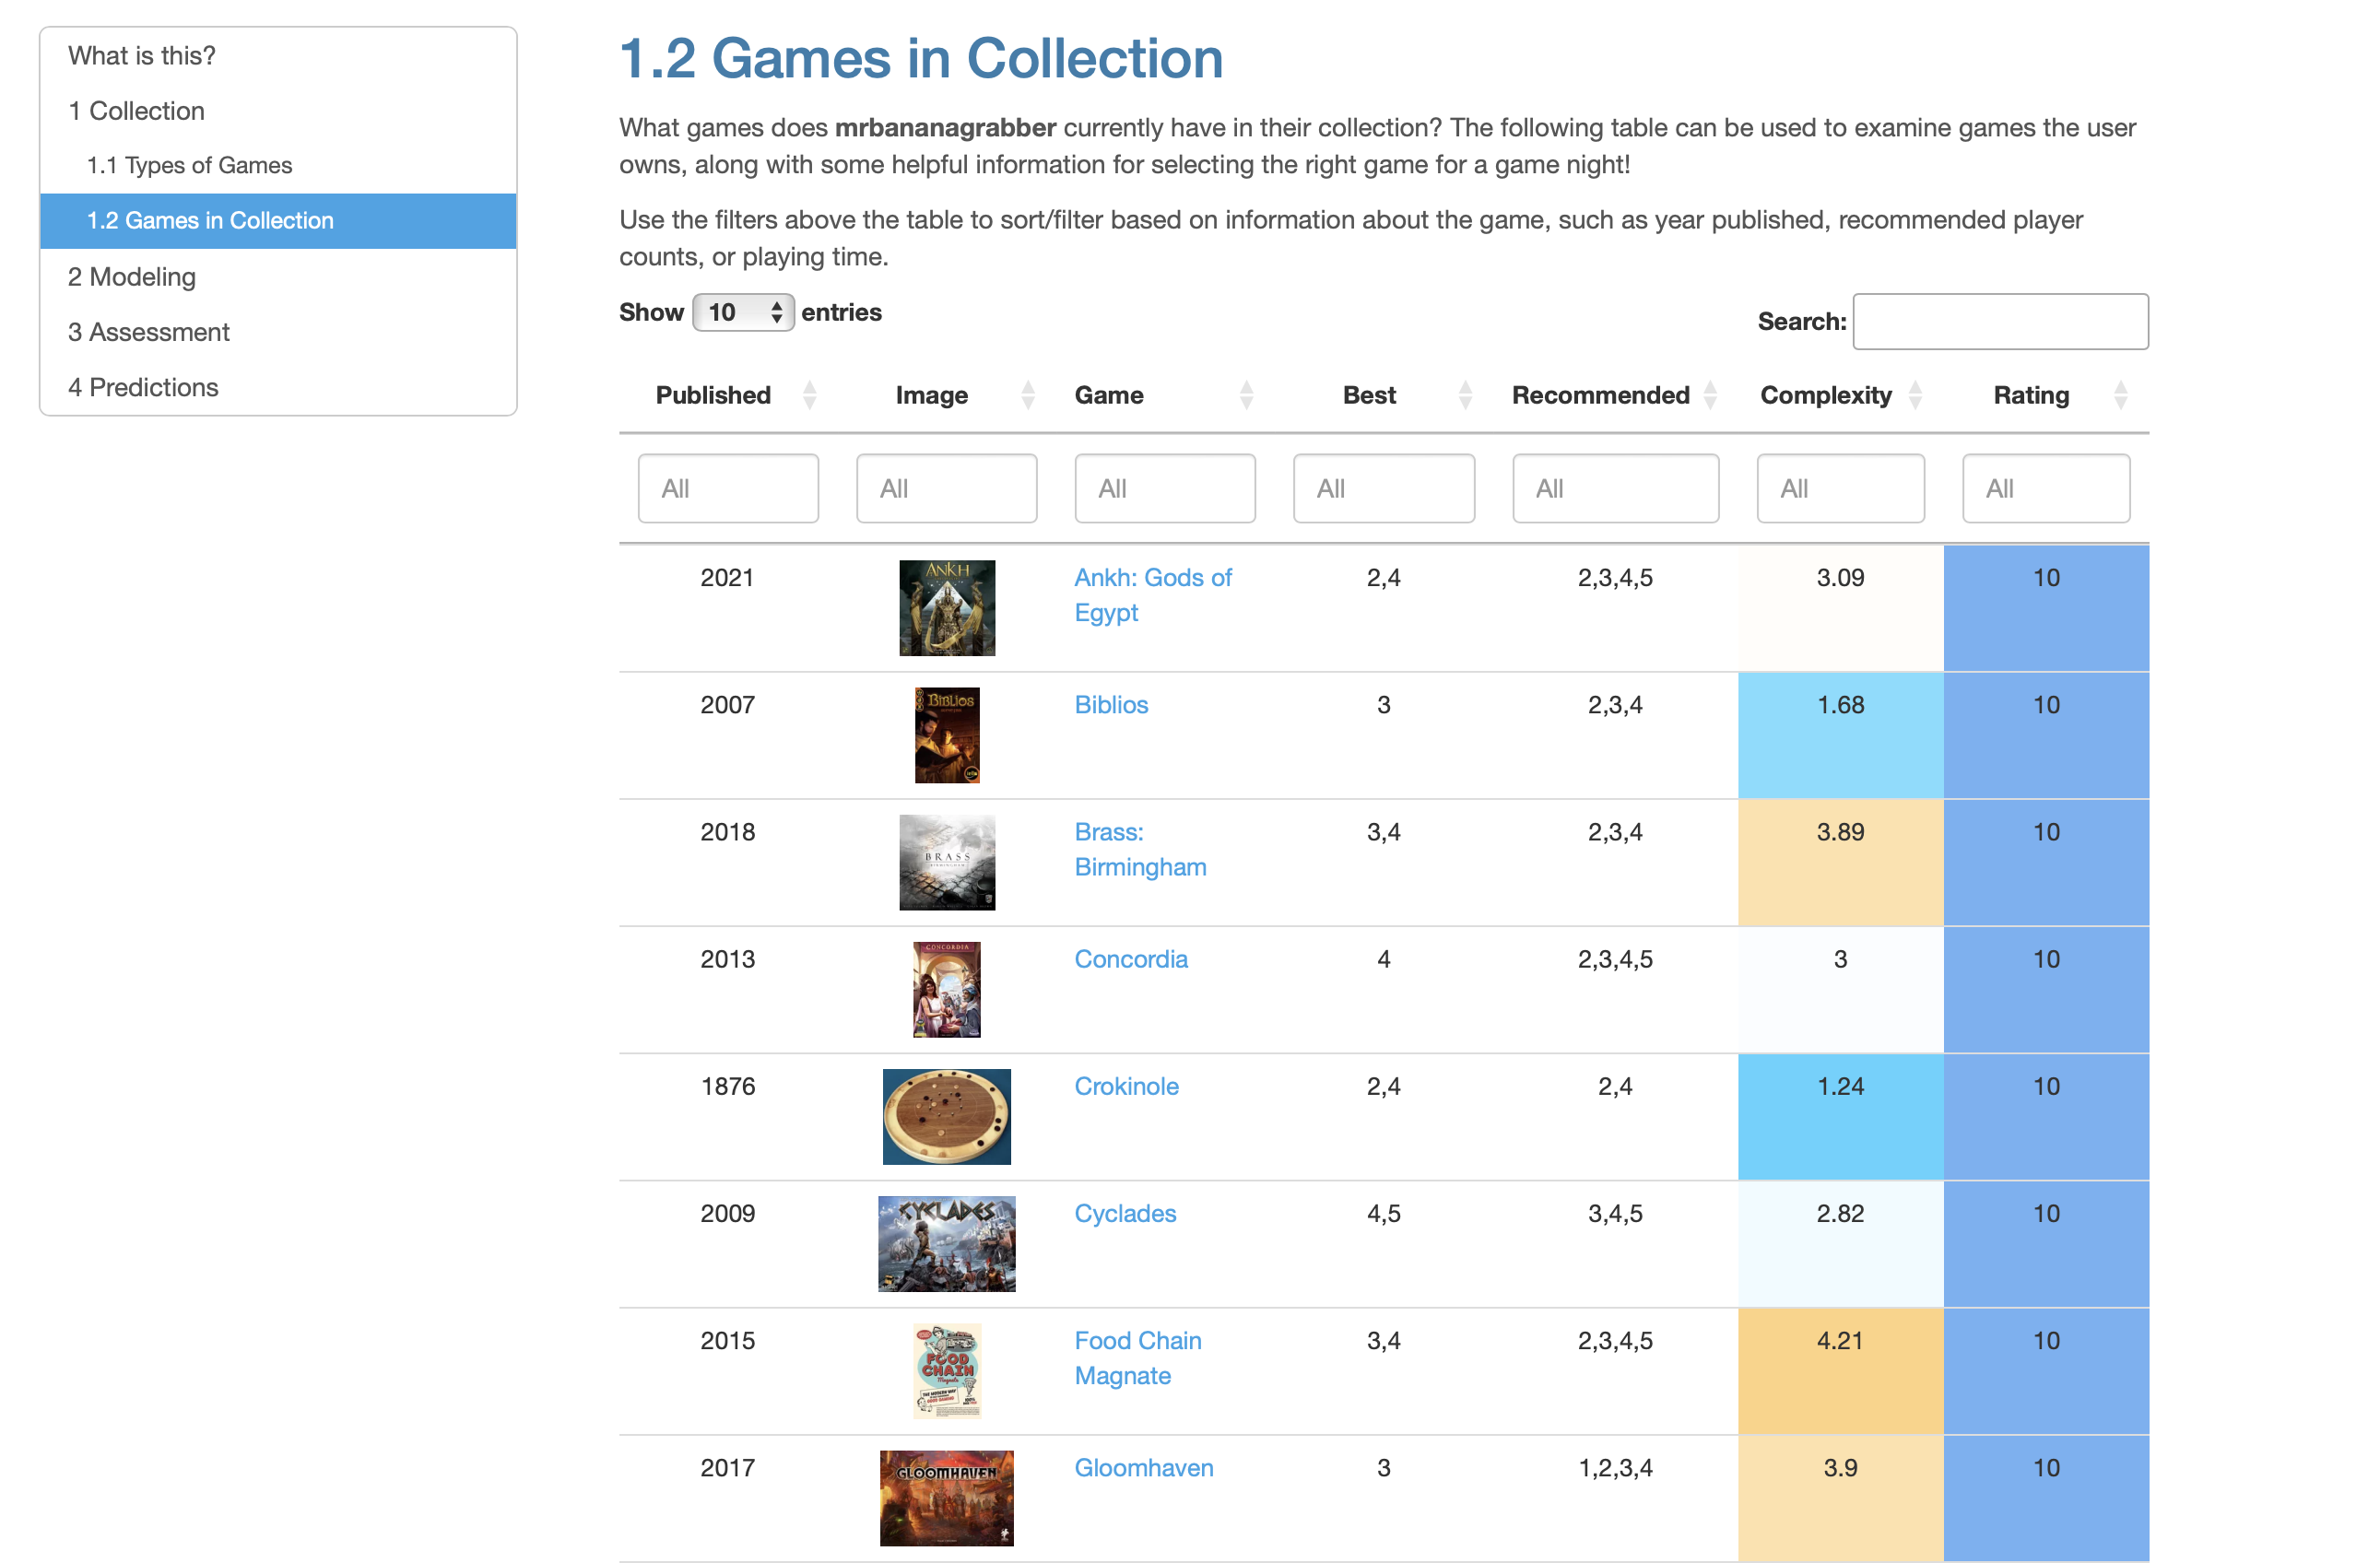 What is this?
1 Collection
1.1 Types of Games
1.2 Games in Collection
2 Modeling
3 Assessment
4 Predictions
1.2 Games in Collection
What games does mrbananagrabber currently have in their collection? The following table can be used to examine games the user
owns, along with some helpful information for selecting the right game for a game night!
Use the filters above the table to sort/filter based on information about the game, such as year published, recommended player
counts, or playing time.
Show 10 entries
Search:
Published Image Game Best Recommended Complexity Rating
All All All All All All All
2021 ANKH Ankh: Gods of 2,4 2,3,4,5 3.09 10
Egypt
2007 BIBLIOS Biblios 3 2,3,4 1.68 10
2018 Brass: 3,4 2,3,4 3.89 10
BRASS Birmingham
BIRMINGHAM
2013 CONCORDIA Concordia 4 2,3,4,5 3 10
1876 Crokinole 2,4 2,4 1.24 10
2009 CYCLADES Cyclades 4,5 3,4,5 2.82 10
2015 Food Chain 3,4 2,3,4,5 4.21 10
FOOD Magnate
CHAIN
Magnate
2017 GLOOMHAVEN Gloomhaven 3 1,2,3,4 3.9 10